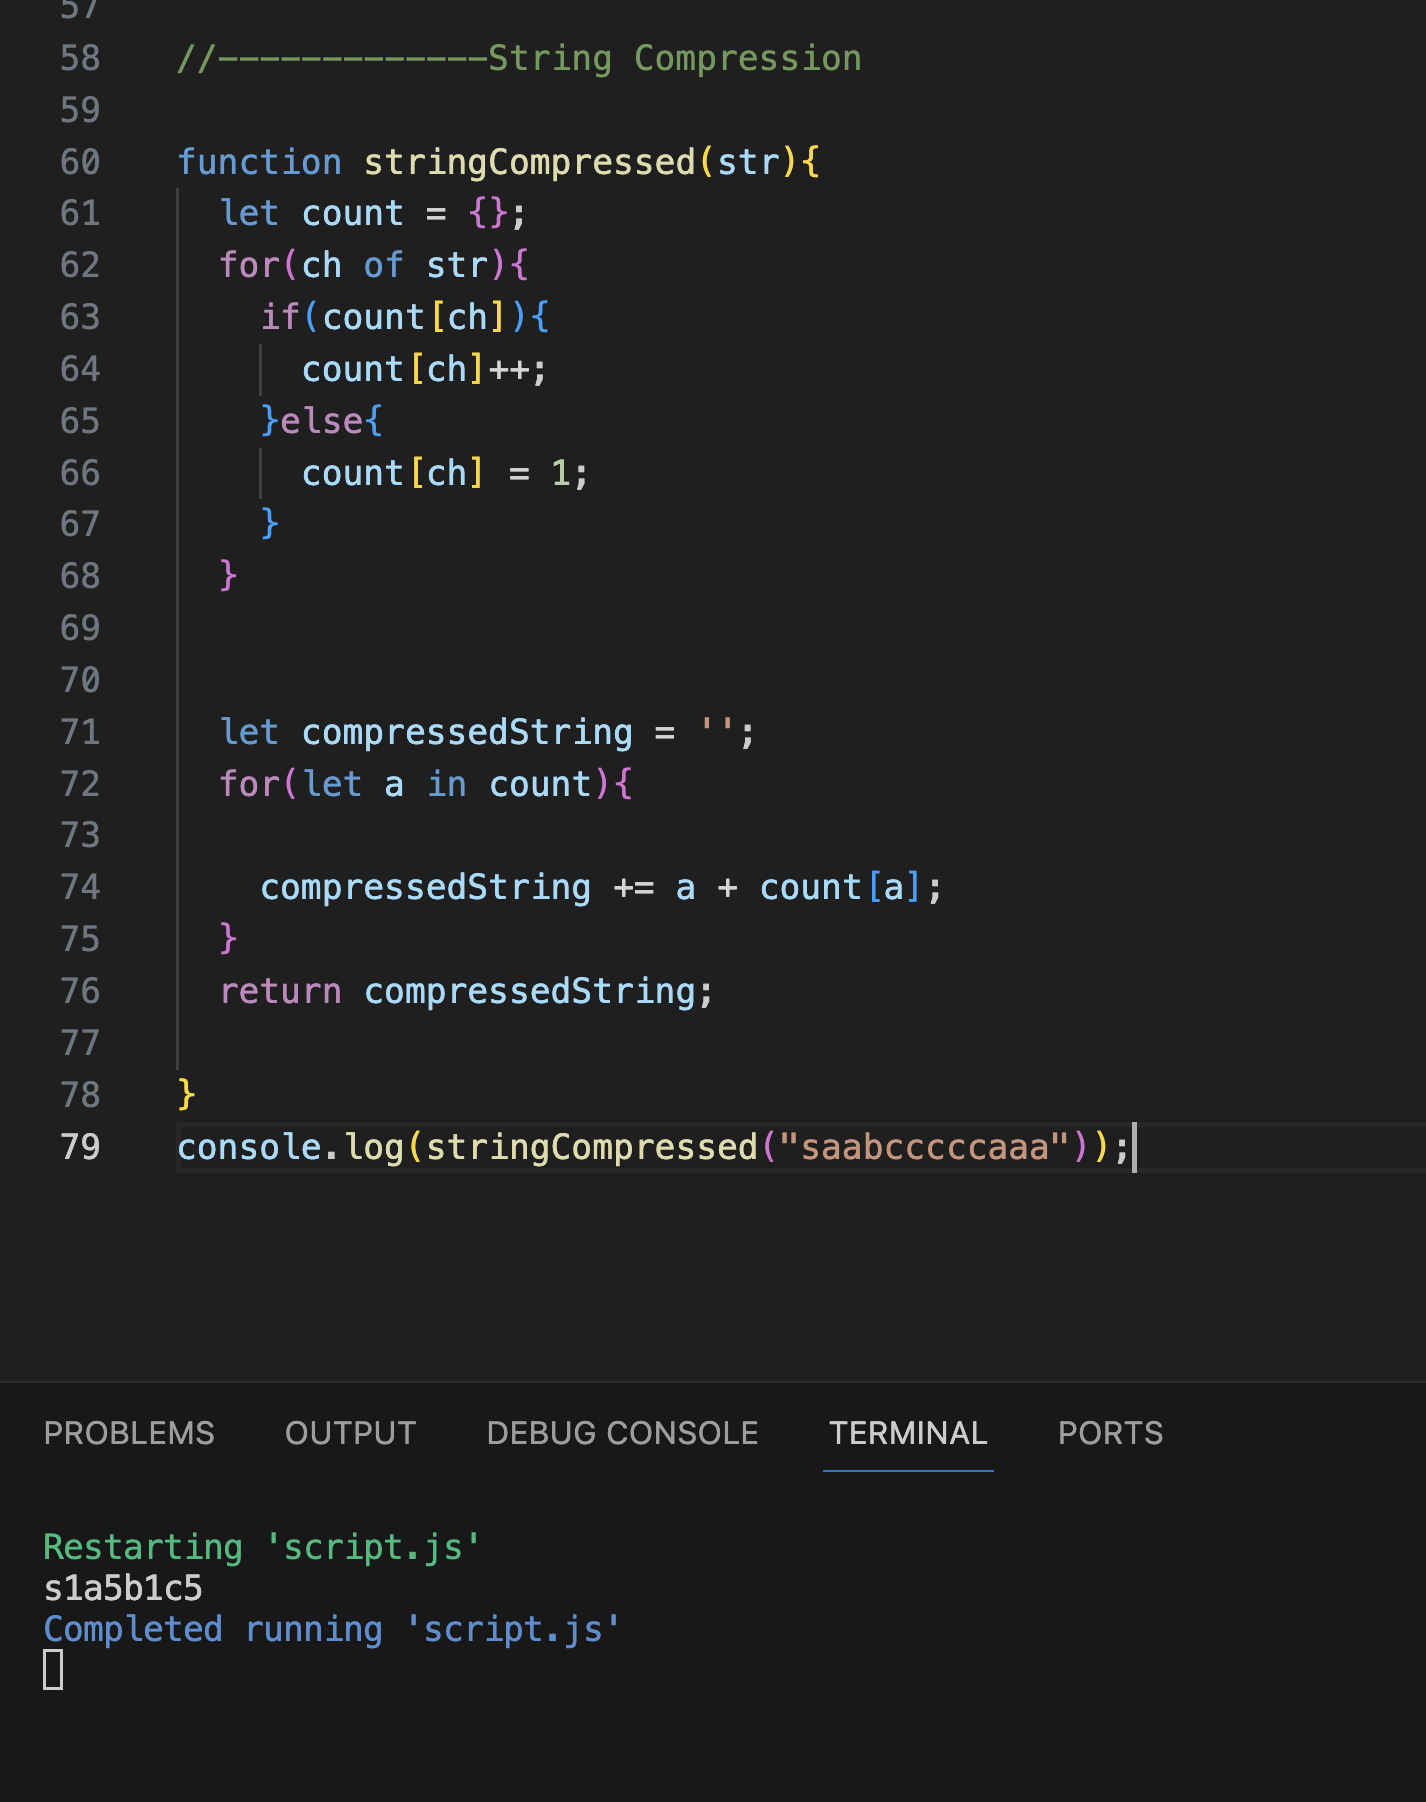 57
58 //-------------String Compression
59
60 function stringCompressed(str){
61 let count = {};
62 for(ch of str){
63 if(count[ch]){
64 count[ch]++;
65 }else{
66 count[ch] = 1;
67 }
68 }
69
70
71 let compressedString = '';
72 for(let a in count){
73
74 compressedString += a + count[a];
75 }
76 return compressedString;
77
78 }
79 console.log(stringCompressed("saabcccccaaa"));
PROBLEMS OUTPUT DEBUG CONSOLE TERMINAL PORTS
Restarting 'script.js'
s1a5b1c5
Completed running 'script.js'